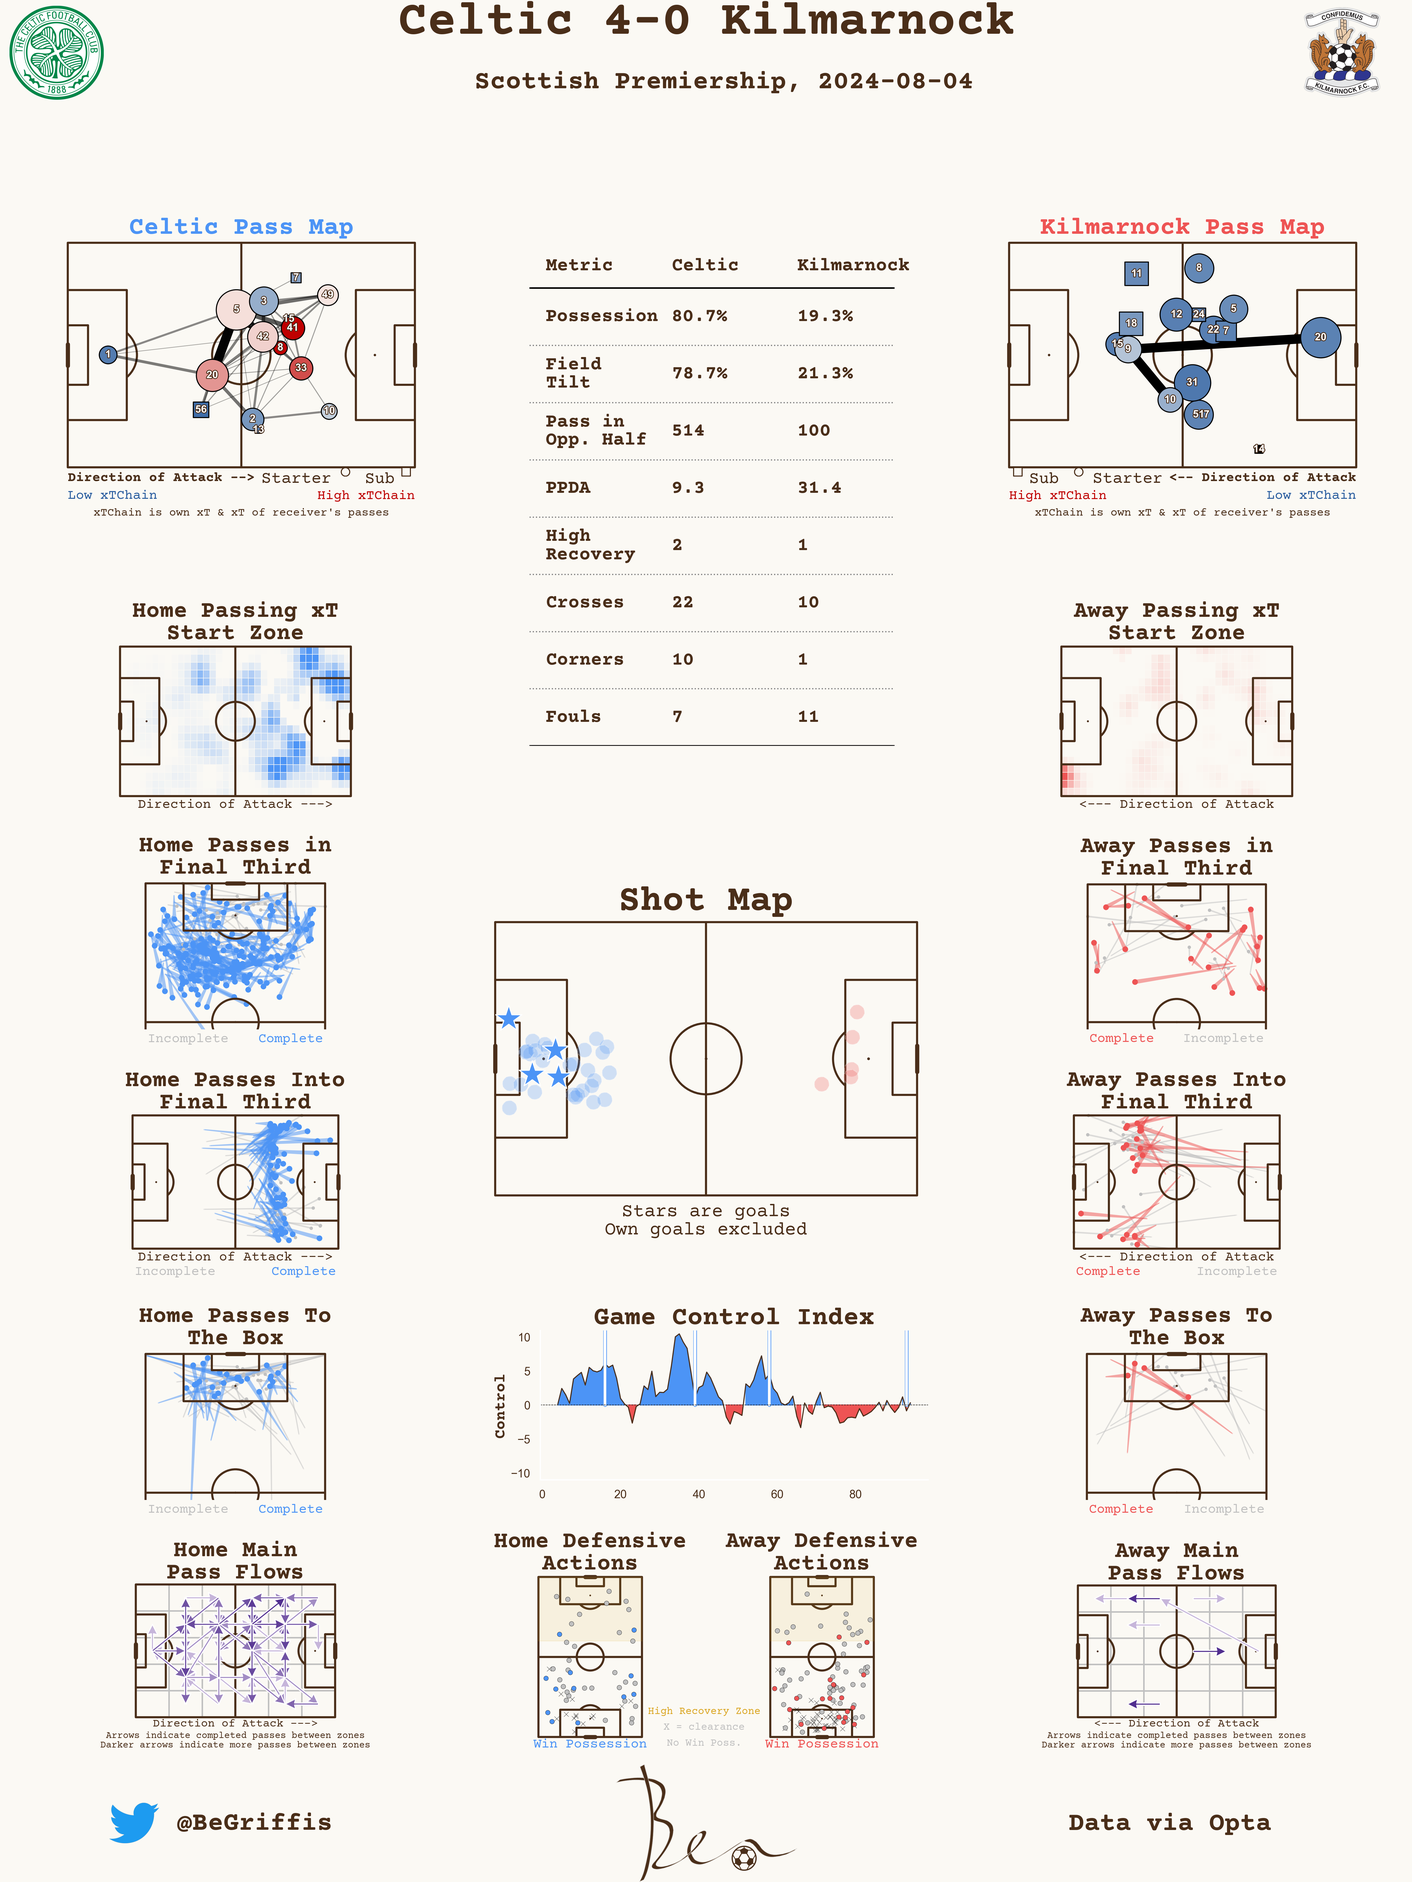 Celtic 4-0 Kilmarnock
Scottish Premiership, 2024-08-04
THE CELTIC FOOTBALL CLUB
1888
CONFIDEMUS
KILMARNOCK F.C.
Celtic Pass Map
1
5
3
7
49
15
41
42
8
20
33
56
2
13
10
Direction of Attack --> Starter Sub
Low xTChain High xTChain
xTChain is own xT & xT of receiver's passes
Kilmarnock Pass Map
11
8
12
24
5
18
22
7
15
9
20
31
10
517
14
Sub Starter <-- Direction of Attack
High xTChain Low xTChain
xTChain is own xT & xT of receiver's passes
Metric Celtic Kilmarnock
Possession 80.7% 19.3%
Field
Tilt 78.7% 21.3%
Pass in
Opp. Half 514 100
PPDA 9.3 31.4
High
Recovery 2 1
Crosses 22 10
Corners 10 1
Fouls 7 11
Home Passing xT
Start Zone
Direction of Attack --->
Away Passing xT
Start Zone
<--- Direction of Attack
Home Passes in
Final Third
Incomplete Complete
Away Passes in
Final Third
Complete Incomplete
Shot Map
Stars are goals
Own goals excluded
Home Passes Into
Final Third
Direction of Attack --->
Incomplete Complete
Away Passes Into
Final Third
<--- Direction of Attack
Complete Incomplete
Home Passes To
The Box
Incomplete Complete
Game Control Index
Control
10
5
0
−5
−10
0 20 40 60 80
Away Passes To
The Box
Complete Incomplete
Home Main
Pass Flows
Direction of Attack --->
Arrows indicate completed passes between zones
Darker arrows indicate more passes between zones
Home Defensive
Actions
Win Possession
Away Defensive
Actions
Win Possession
High Recovery Zone
X = clearance
No Win Poss.
Away Main
Pass Flows
<--- Direction of Attack
Arrows indicate completed passes between zones
Darker arrows indicate more passes between zones
@BeGriffis
Ben
Data via Opta